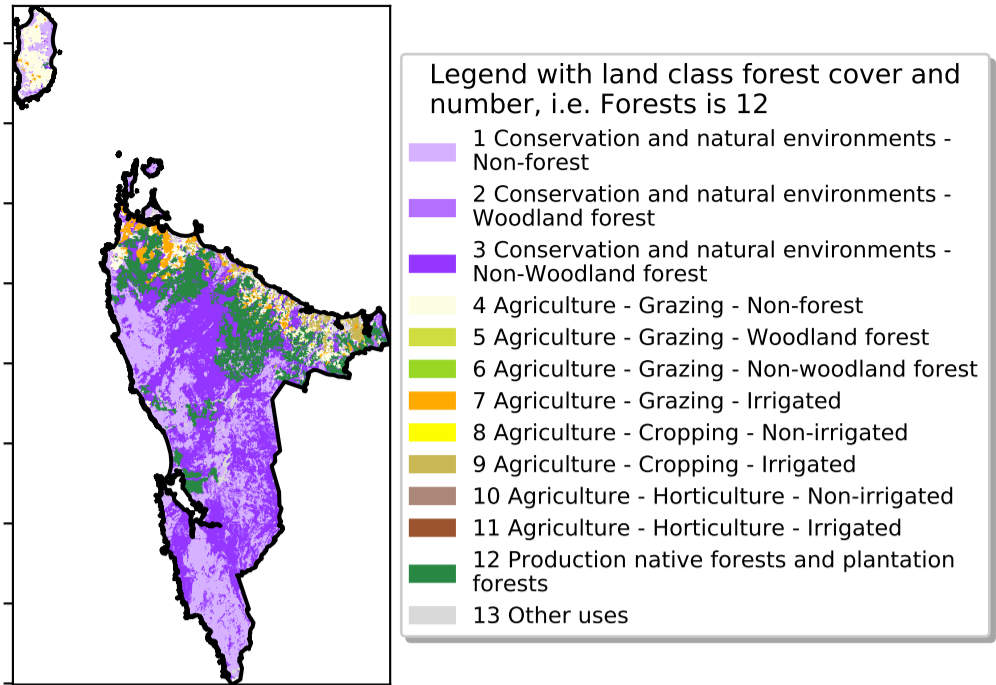 Legend with land class forest cover and
number, i.e. Forests is 12
1 Conservation and natural environments -
Non-forest
2 Conservation and natural environments -
Woodland forest
3 Conservation and natural environments -
Non-Woodland forest
4 Agriculture - Grazing - Non-forest
5 Agriculture - Grazing - Woodland forest
6 Agriculture - Grazing - Non-woodland forest
7 Agriculture - Grazing - Irrigated
8 Agriculture - Cropping - Non-irrigated
9 Agriculture - Cropping - Irrigated
10 Agriculture - Horticulture - Non-irrigated
11 Agriculture - Horticulture - Irrigated
12 Production native forests and plantation
forests
13 Other uses